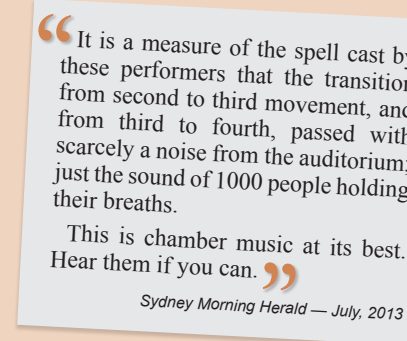 “ It is a measure of the spell cast by
these performers that the transition
from second to third movement, and
from third to fourth, passed with
scarcely a noise from the auditorium;
just the sound of 1000 people holding
their breaths.
This is chamber music at its best.
Hear them if you can. ”
Sydney Morning Herald — July, 2013